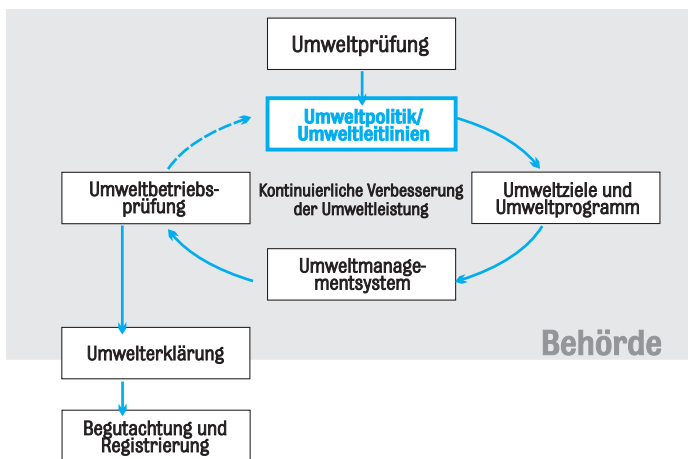 Umweltprüfung
Umweltpolitik/
Umweltleitlinien
Umweltbetriebs-
prüfung
Kontinuierliche Verbesserung
der Umweltleistung
Umweltziele und
Umweltprogramm
Umweltmanage-
mentsystem
Behörde
Umwelterklärung
Begutachtung und
Registrierung